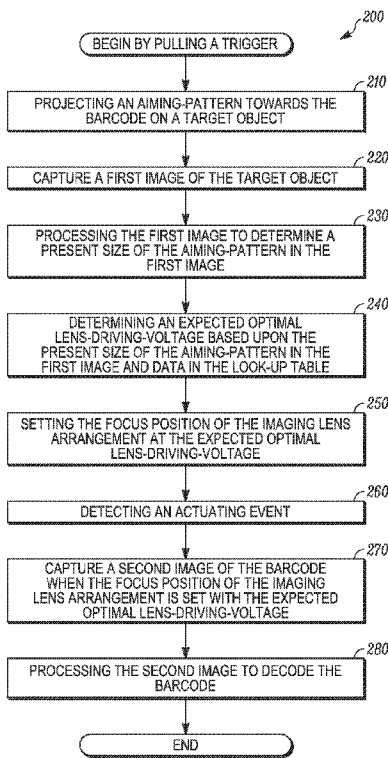 200
BEGIN BY PULLING A TRIGGER
210
PROJECTING AN AIMING-PATTERN TOWARDS THE
BARCODE ON A TARGET OBJECT
220
CAPTURE A FIRST IMAGE OF THE TARGET OBJECT
230
PROCESSING THE FIRST IMAGE TO DETERMINE A
PRESENT SIZE OF THE AIMING-PATTERN IN THE
FIRST IMAGE
240
DETERMINING AN EXPECTED OPTIMAL
LENS-DRIVING-VOLTAGE BASED UPON THE
PRESENT SIZE OF THE AIMING-PATTERN IN THE
FIRST IMAGE AND DATA IN THE LOOK-UP TABLE
250
SETTING THE FOCUS POSITION OF THE IMAGING LENS
ARRANGEMENT AT THE EXPECTED OPTIMAL
LENS-DRIVING-VOLTAGE
260
DETECTING AN ACTUATING EVENT
270
CAPTURE A SECOND IMAGE OF THE BARCODE
WHEN THE FOCUS POSITION OF THE IMAGING
LENS ARRANGEMENT IS SET WITH THE EXPECTED
OPTIMAL LENS-DRIVING-VOLTAGE
280
PROCESSING THE SECOND IMAGE TO DECODE THE
BARCODE
END